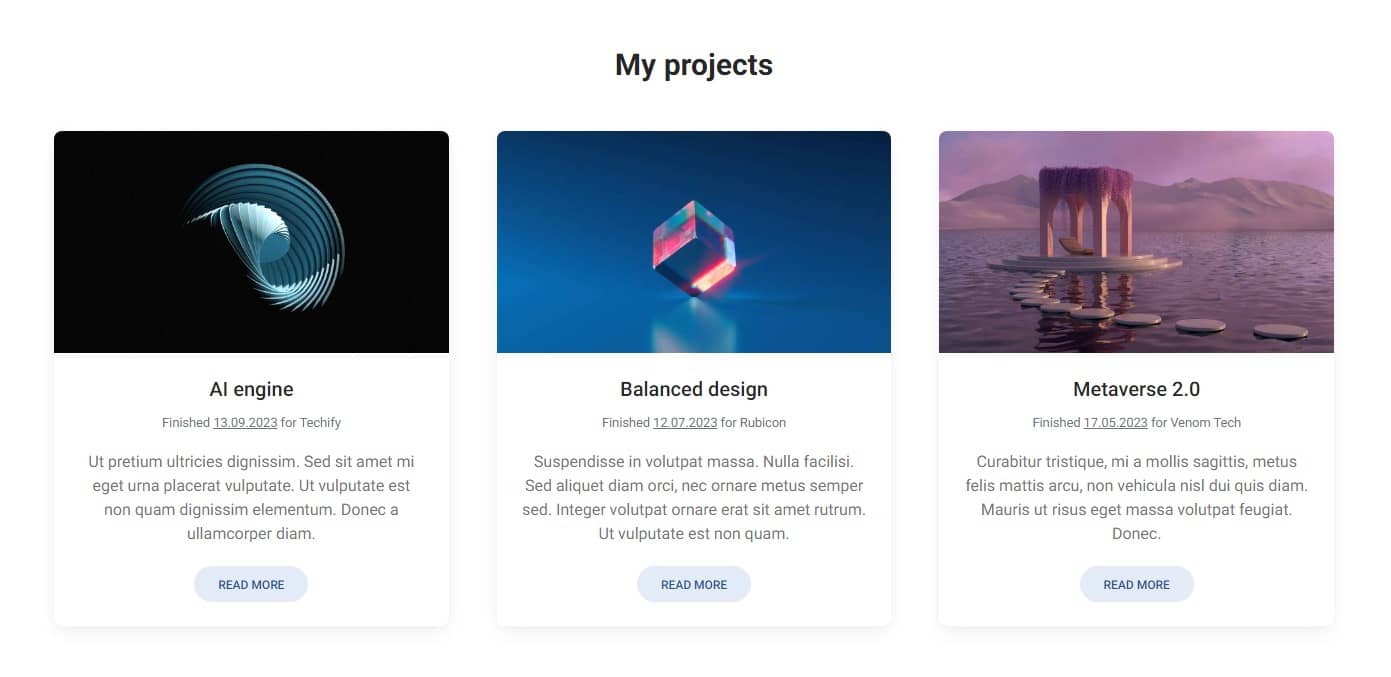 My projects
AI engine
Finished 13.09.2023 for Techify
Ut pretium ultricies dignissim. Sed sit amet mi
eget urna placerat vulputate. Ut vulputate est
non quam dignissim elementum. Donec a
ullamcorper diam.
READ MORE
Balanced design
Finished 12.07.2023 for Rubicon
Suspendisse in volutpat massa. Nulla facilisi.
Sed aliquet diam orci, nec ornare metus semper
sed. Integer volutpat ornare erat sit amet rutrum.
Ut vulputate est non quam.
READ MORE
Metaverse 2.0
Finished 17.05.2023 for Venom Tech
Curabitur tristique, mi a mollis sagittis, metus
felis mattis arcu, non vehicula nisl dui quis diam.
Mauris ut risus eget massa volutpat feugiat.
Donec.
READ MORE